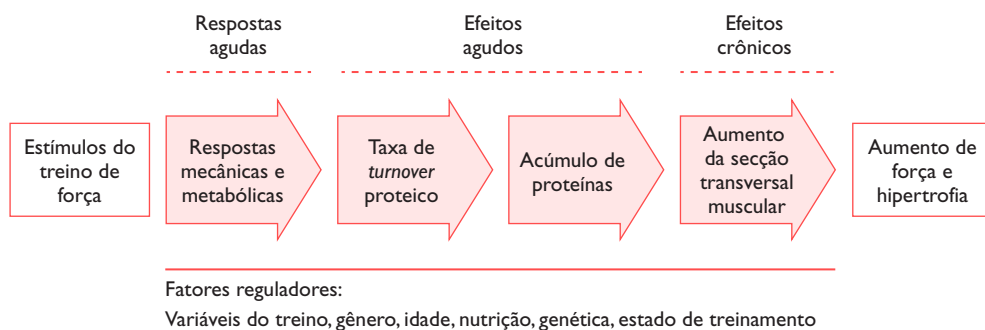 Respostas
agudas
Efeitos
agudos
Efeitos
crônicos
Estímulos do
treino de
força
Respostas
mecânicas e
metabólicas
Taxa de
turnover
proteico
Acúmulo de
proteínas
Aumento
da secção
transversal
muscular
Aumento de
força e
hipertrofia
Fatores reguladores:
Variáveis do treino, gênero, idade, nutrição, genética, estado de treinamento